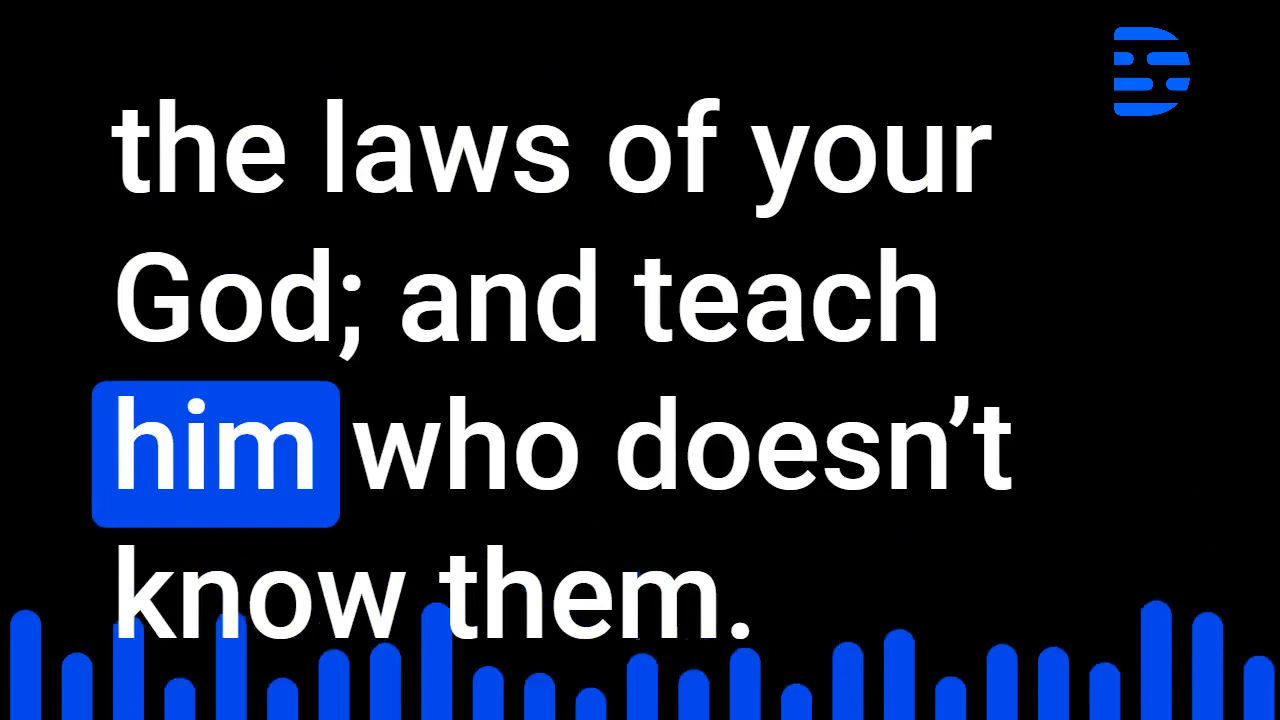 the laws of your
God; and teach
him who doesn’t
know them.